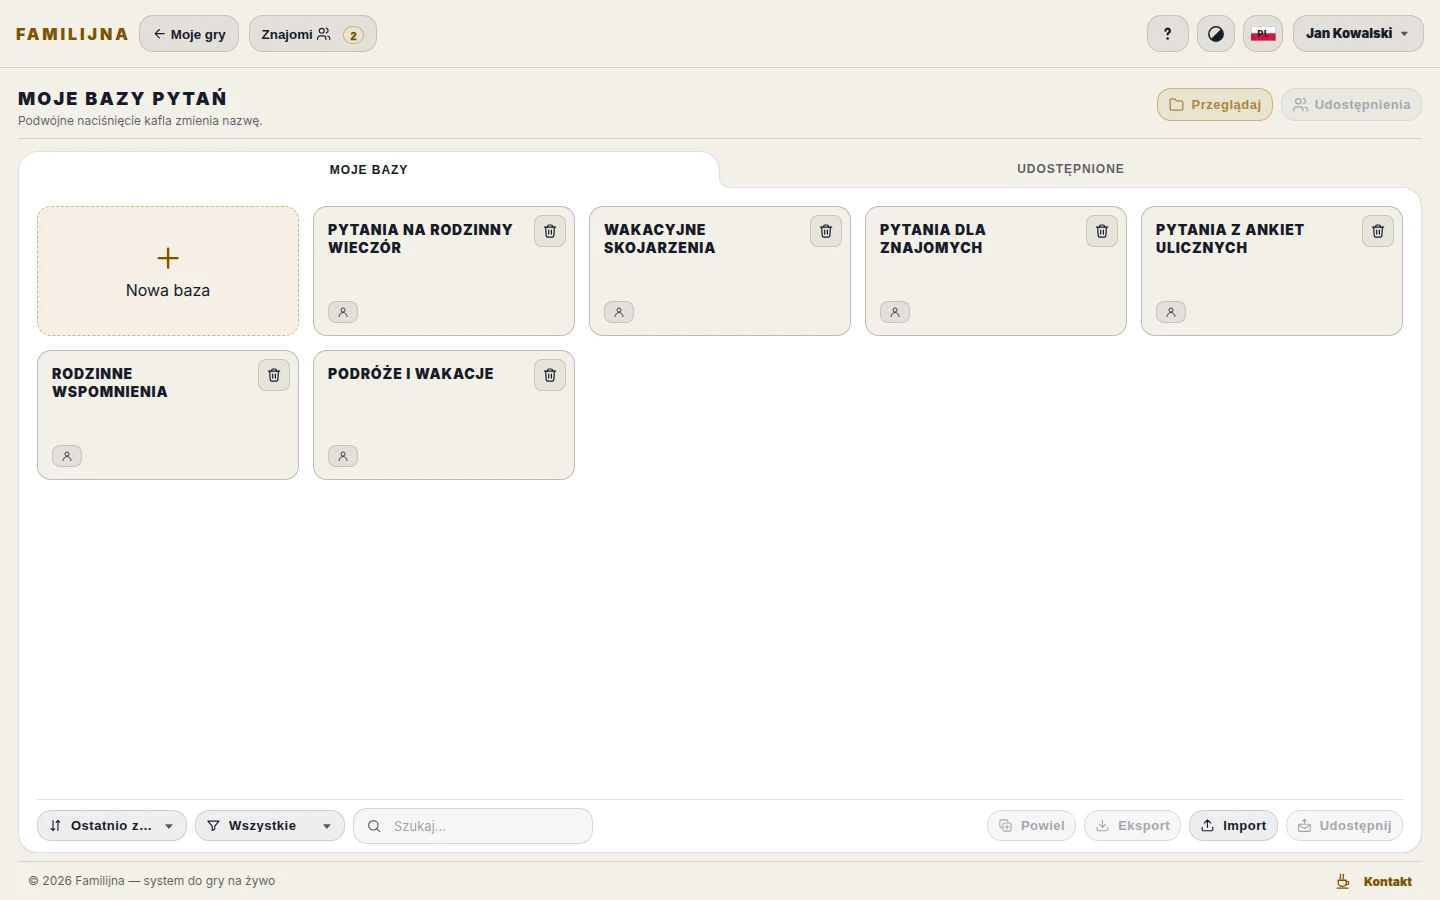 FAMILIJNA
Moje gry
Znajomi
2
?
PL
Jan Kowalski
MOJE BAZY PYTAŃ
Podwójne naciśnięcie kafla zmienia nazwę.
Przeglądaj
Udostępnienia
MOJE BAZY
UDOSTĘPNIONE
Nowa baza
PYTANIA NA RODZINNY
WIECZÓR
WAKACYJNE
SKOJARZENIA
PYTANIA DLA
ZNAJOMYCH
PYTANIA Z ANKIET
ULICZNYCH
RODZINNE
WSPOMNIENIA
PODRÓŻE I WAKACJE
Ostatnio z...
Wszystkie
Szukaj...
Powiel
Eksport
Import
Udostępnij
© 2026 Familijna — system do gry na żywo
Kontakt